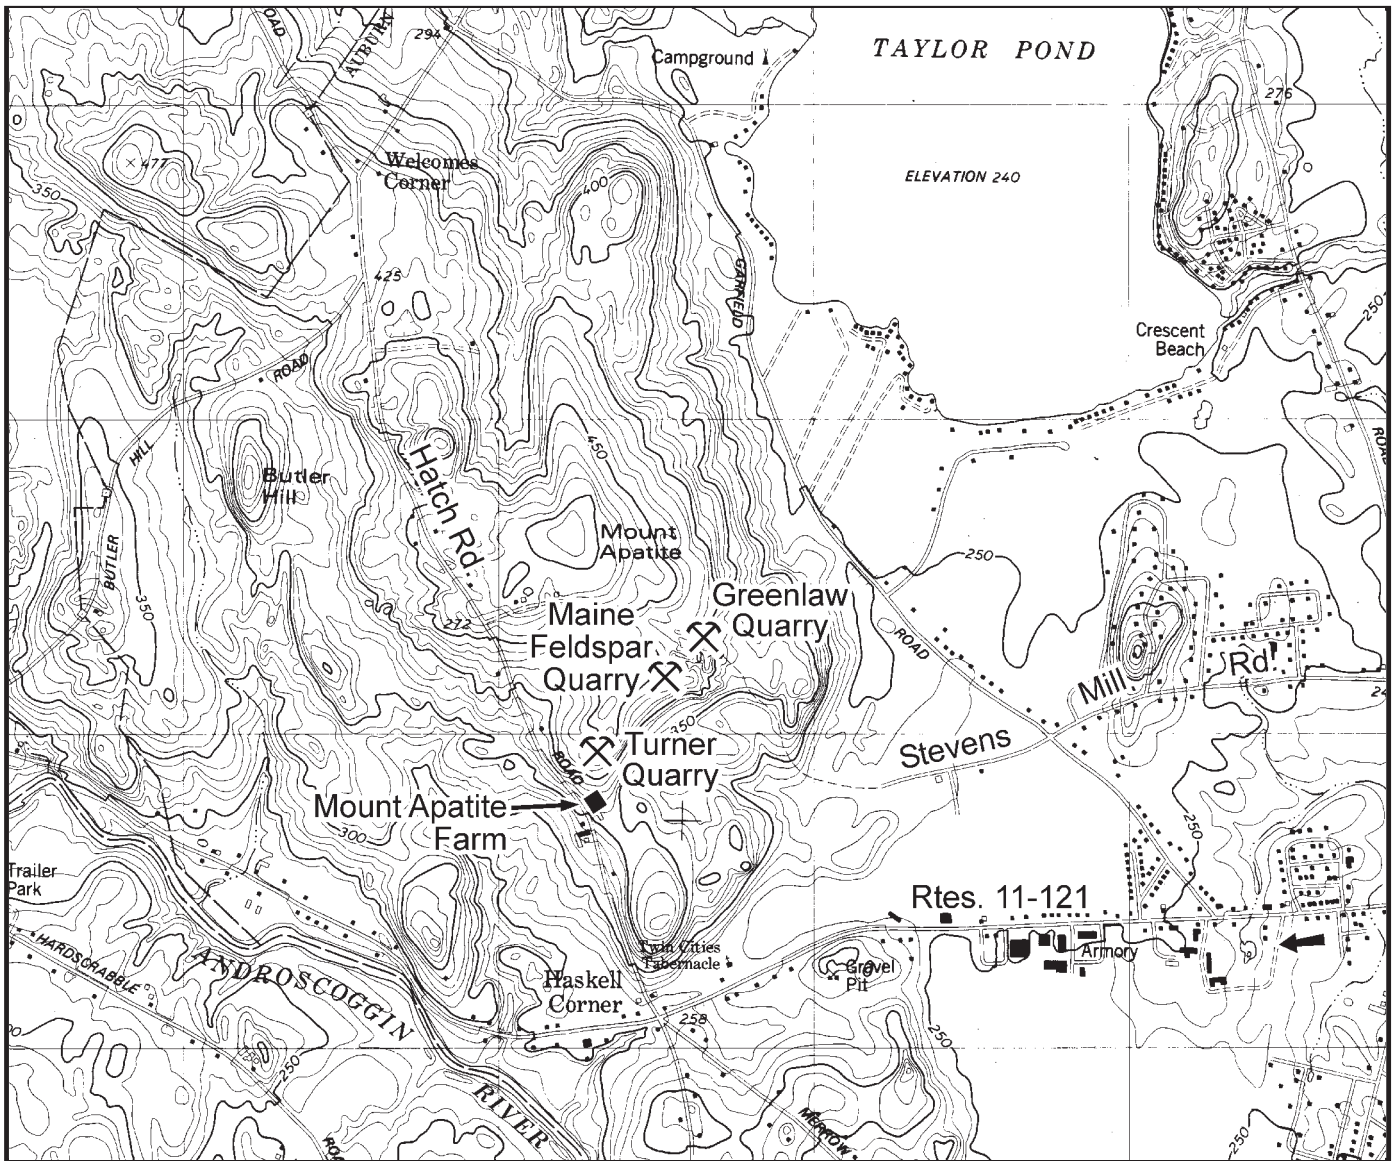 ROAD
AUBURN
294
Campground
TAYLOR POND
276
477
Welcomes
Corner
350
400
ELEVATION 240
425
GARFIELD
250
Crescent
Beach
ROAD
ROAD
HILL
450
Hatch Rd.
Butler
Hill
Mount
Apatite
250
BUTLER
350
272
Maine
Feldspar
Quarry
Greenlaw
Quarry
ROAD
Mill Rd.
Stevens
350
Turner
Quarry
ROAD
Mount Apatite
Farm
300
250
Trailer
Park
Rtes. 11-121
Armory
HARDSCRABBLE
ANDROSCOGGIN
RIVER
Twin Cities
Tabernacle
Haskell
Corner
Gravel
Pit
258
250
250
MERROW
250